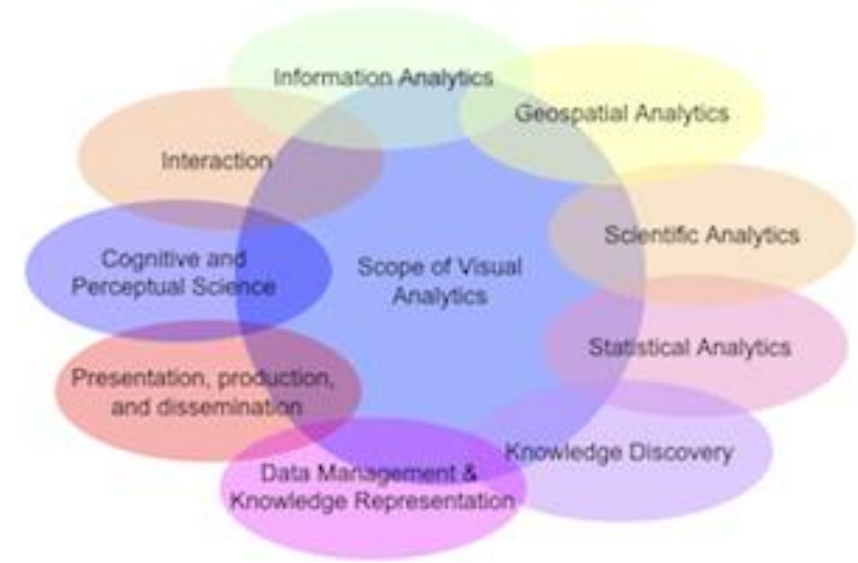 Information Analytics
Geospatial Analytics
Interaction
Scientific Analytics
Cognitive and
Perceptual Science
Scope of Visual
Analytics
Statistical Analytics
Presentation, production,
and dissemination
Knowledge Discovery
Data Management &
Knowledge Representation